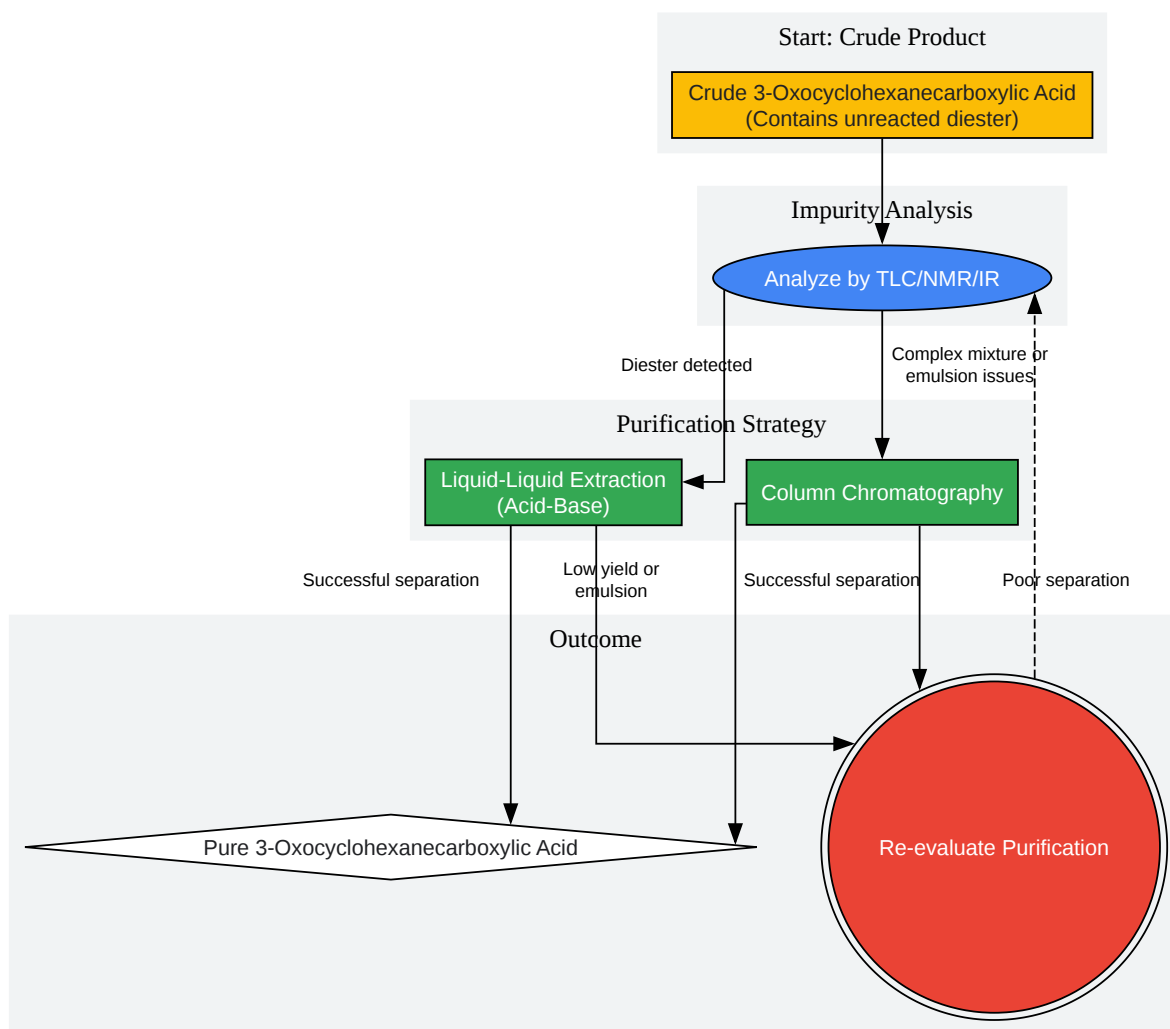 Start: Crude Product
Crude 3-Oxocyclohexanecarboxylic Acid
(Contains unreacted diester)
Impurity Analysis
Analyze by TLC/NMR/IR
Diester detected
Complex mixture or
emulsion issues
Purification Strategy
Liquid-Liquid Extraction
(Acid-Base)
Column Chromatography
Successful separation
Low yield or
emulsion
Successful separation
Poor separation
Outcome
Pure 3-Oxocyclohexanecarboxylic Acid
Re-evaluate Purification